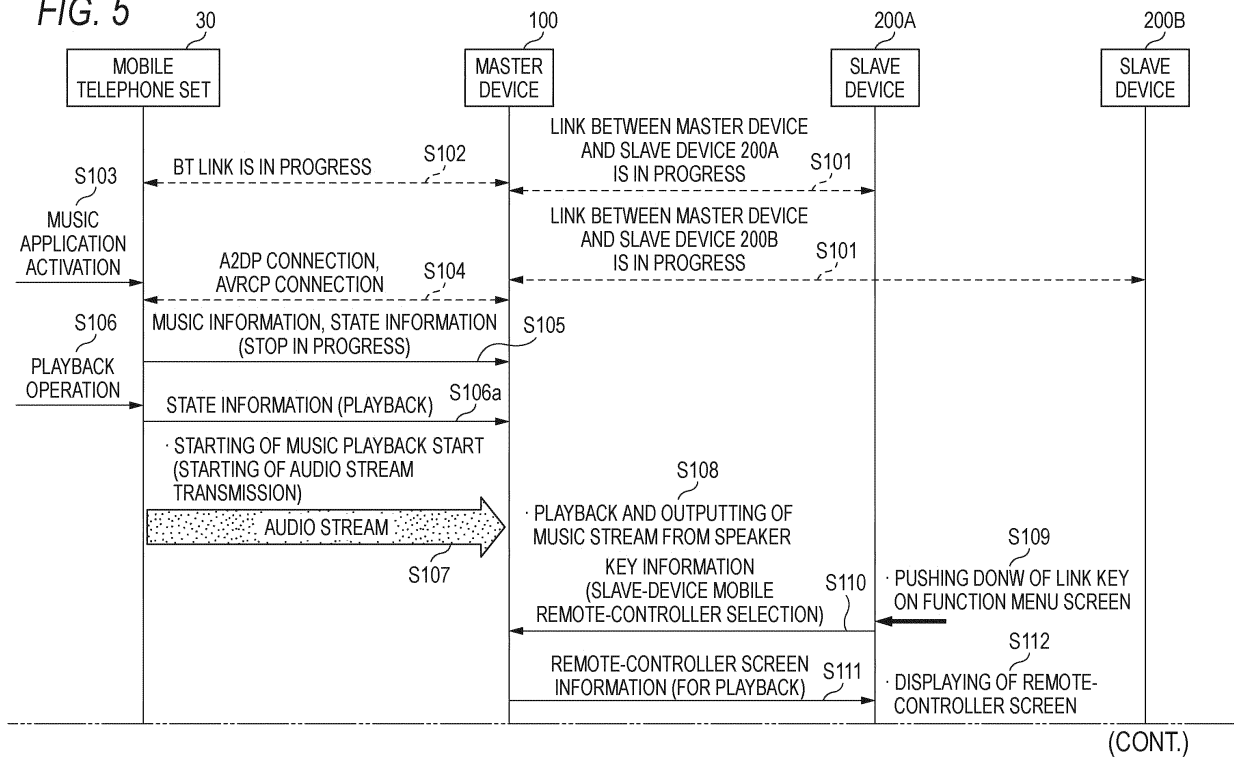 FIG. 5
30
100
200A
200B
MOBILE
TELEPHONE SET
MASTER
DEVICE
SLAVE
DEVICE
SLAVE
DEVICE
LINK BETWEEN MASTER DEVICE
AND SLAVE DEVICE 200A
IS IN PROGRESS
S101
BT LINK IS IN PROGRESS
S102
S103
MUSIC
APPLICATION
ACTIVATION
LINK BETWEEN MASTER DEVICE
AND SLAVE DEVICE 200B
IS IN PROGRESS
S101
A2DP CONNECTION,
AVRCP CONNECTION
S104
MUSIC INFORMATION, STATE INFORMATION
(STOP IN PROGRESS)
S105
S106
PLAYBACK
OPERATION
STATE INFORMATION (PLAYBACK)
S106a
· STARTING OF MUSIC PLAYBACK START
(STARTING OF AUDIO STREAM
TRANSMISSION)
AUDIO STREAM
S107
S108
· PLAYBACK AND OUTPUTTING OF
MUSIC STREAM FROM SPEAKER
S109
· PUSHING DONW OF LINK KEY
ON FUNCTION MENU SCREEN
KEY INFORMATION
(SLAVE-DEVICE MOBILE
REMOTE-CONTROLLER SELECTION)
S110
REMOTE-CONTROLLER SCREEN
INFORMATION (FOR PLAYBACK)
S111
S112
· DISPLAYING OF REMOTE-
CONTROLLER SCREEN
(CONT.)